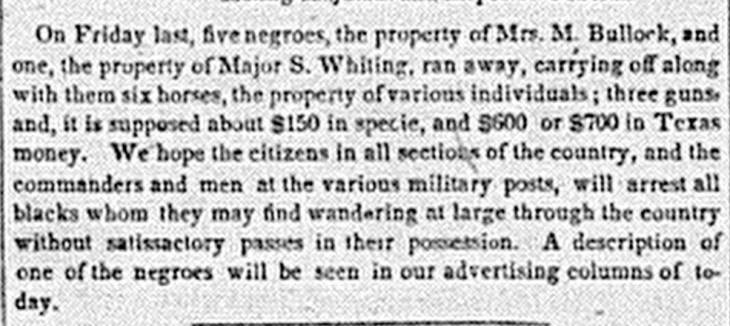 On Friday last, five negroes, the property of Mrs. M. Bullock, and
one, the property of Major S. Whiting, ran away, carrying off along
with them six horses, the property of various individuals; three guns,
and, it is supposed about $150 in specie, and $600 or $700 in Texas
money. We hope the citizens in all sections of the country, and the
commanders and men at the various military posts, will arrest all
blacks whom they may find wandering at large through the country
without satissactory passes in their possession. A description of
one of the negroes will be seen in our advertising columns of to-
day.